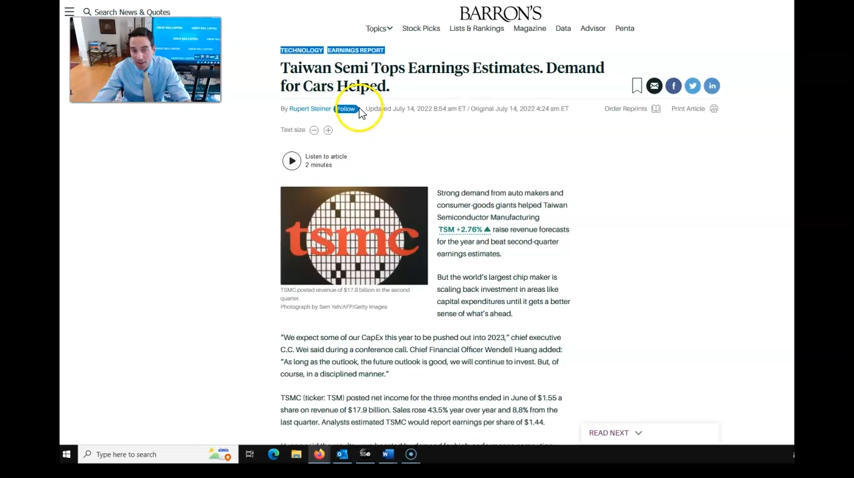 Search News & Quotes
BARRON'S
Topics Stock Picks Lists & Rankings Magazine Data Advisor Penta
TECHNOLOGY EARNINGS REPORT
Taiwan Semi Tops Earnings Estimates. Demand
for Cars Helped.
By Rupert Steiner Follow Updated July 14, 2022 8:54 am ET / Original July 14, 2022 4:24 am ET
Order Reprints Print Article
Text size
Listen to article
2 minutes
tsmc
TSMC posted revenue of $17.9 billion in the second
quarter.
Photograph by Sam Yeh/AFP/Getty Images
Strong demand from auto makers and
consumer-goods giants helped Taiwan
Semiconductor Manufacturing
TSM +2.76% ▲ raise revenue forecasts
for the year and beat second-quarter
earnings estimates.
But the world's largest chip maker is
scaling back investment in areas like
capital expenditures until it gets a better
sense of what's ahead.
"We expect some of our CapEx this year to be pushed out into 2023," chief executive
C.C. Wei said during a conference call. Chief Financial Officer Wendell Huang added:
"As long as the outlook, the future outlook is good, we will continue to invest. But, of
course, in a disciplined manner."
TSMC (ticker: TSM) posted net income for the three months ended in June of $1.55 a
share on revenue of $17.9 billion. Sales rose 43.5% year over year and 8.8% from the
last quarter. Analysts estimated TSMC would report earnings per share of $1.44.
READ NEXT
Type here to search